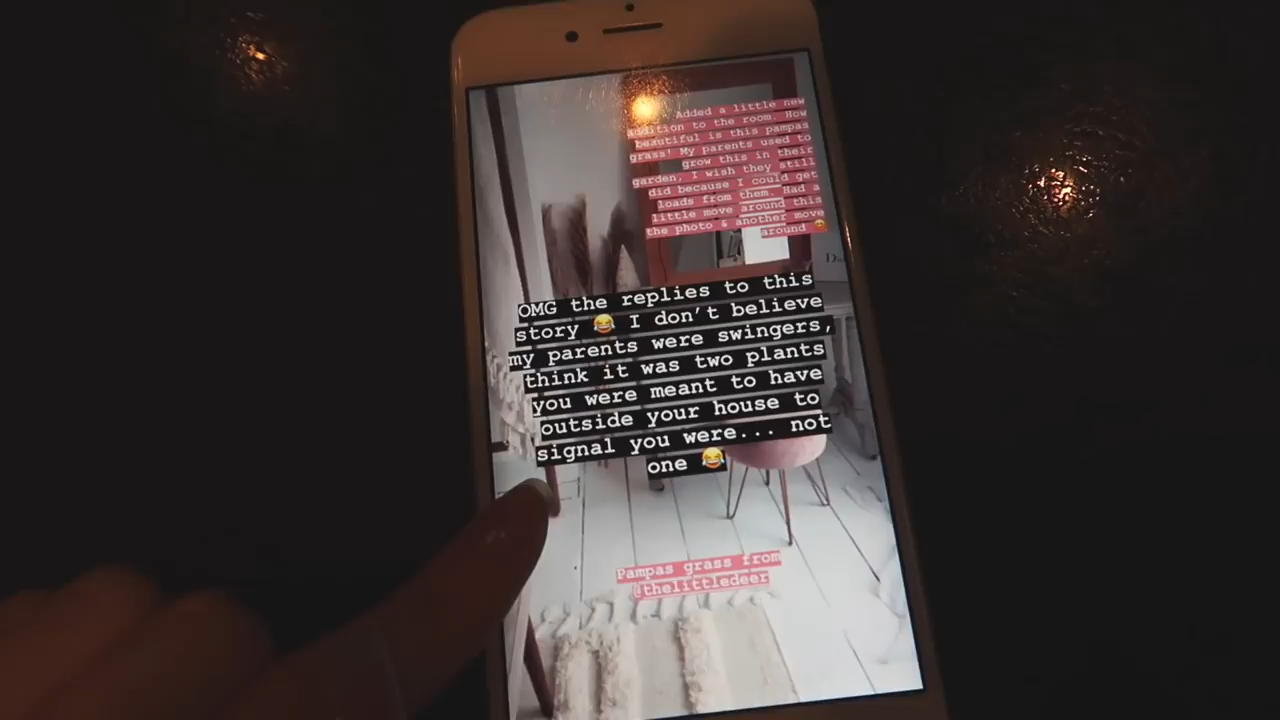 Added a little new
addition to the room. How
beautiful is this pampas
grass! My parents used to
grow this in their
garden, I wish they still
did because I could get
loads from them. Had a
little move around this
the photo & another move
around 😄
Di
OMG the replies to this
story 😂 I don't believe
my parents were swingers,
think it was two plants
you were meant to have
outside your house to
signal you were... not
one 😂
Pampas grass from
@thelittledeer